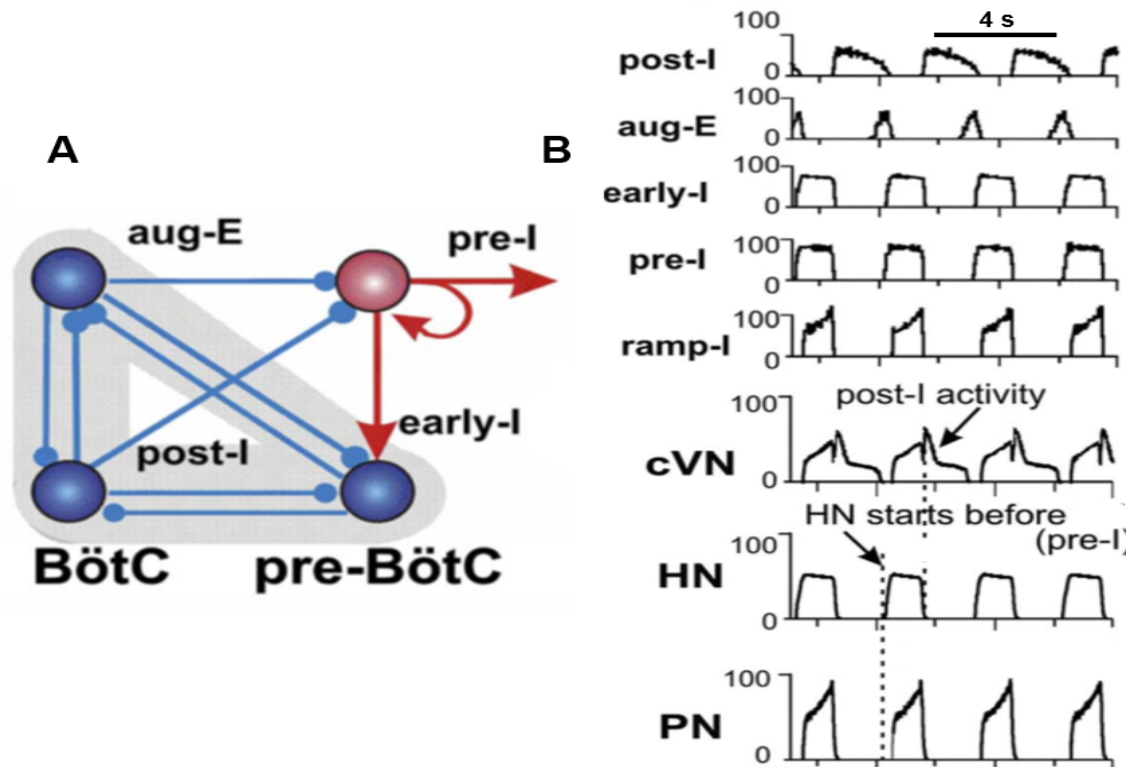 A
aug-E
pre-I
early-I
post-I
BötC
pre-BötC
B
4 s
post-I
100
0
aug-E
100
0
early-I
100
0
pre-I
100
0
ramp-I
100
0
cVN
100
0
post-I activity
HN
100
0
HN starts before
(pre-I)
PN
100
0